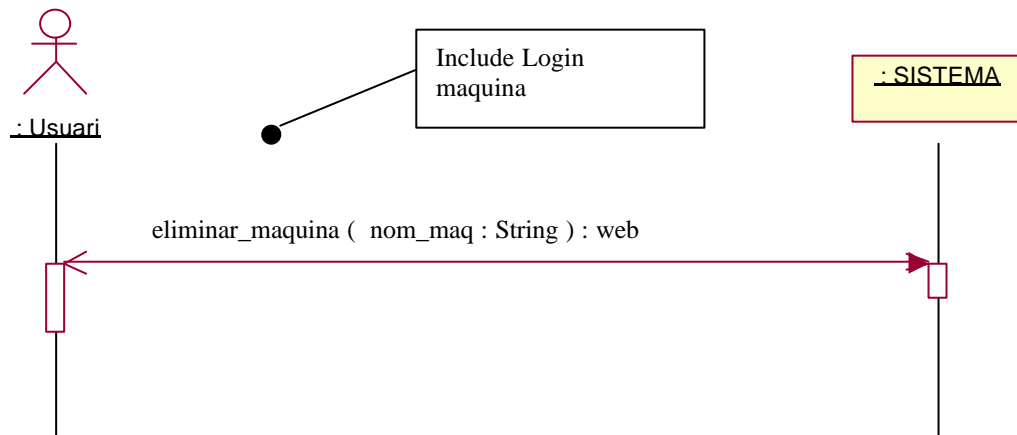 Include Login
maquina
: SISTEMA
: Usuari
eliminar_maquina ( nom_maq : String ) : web